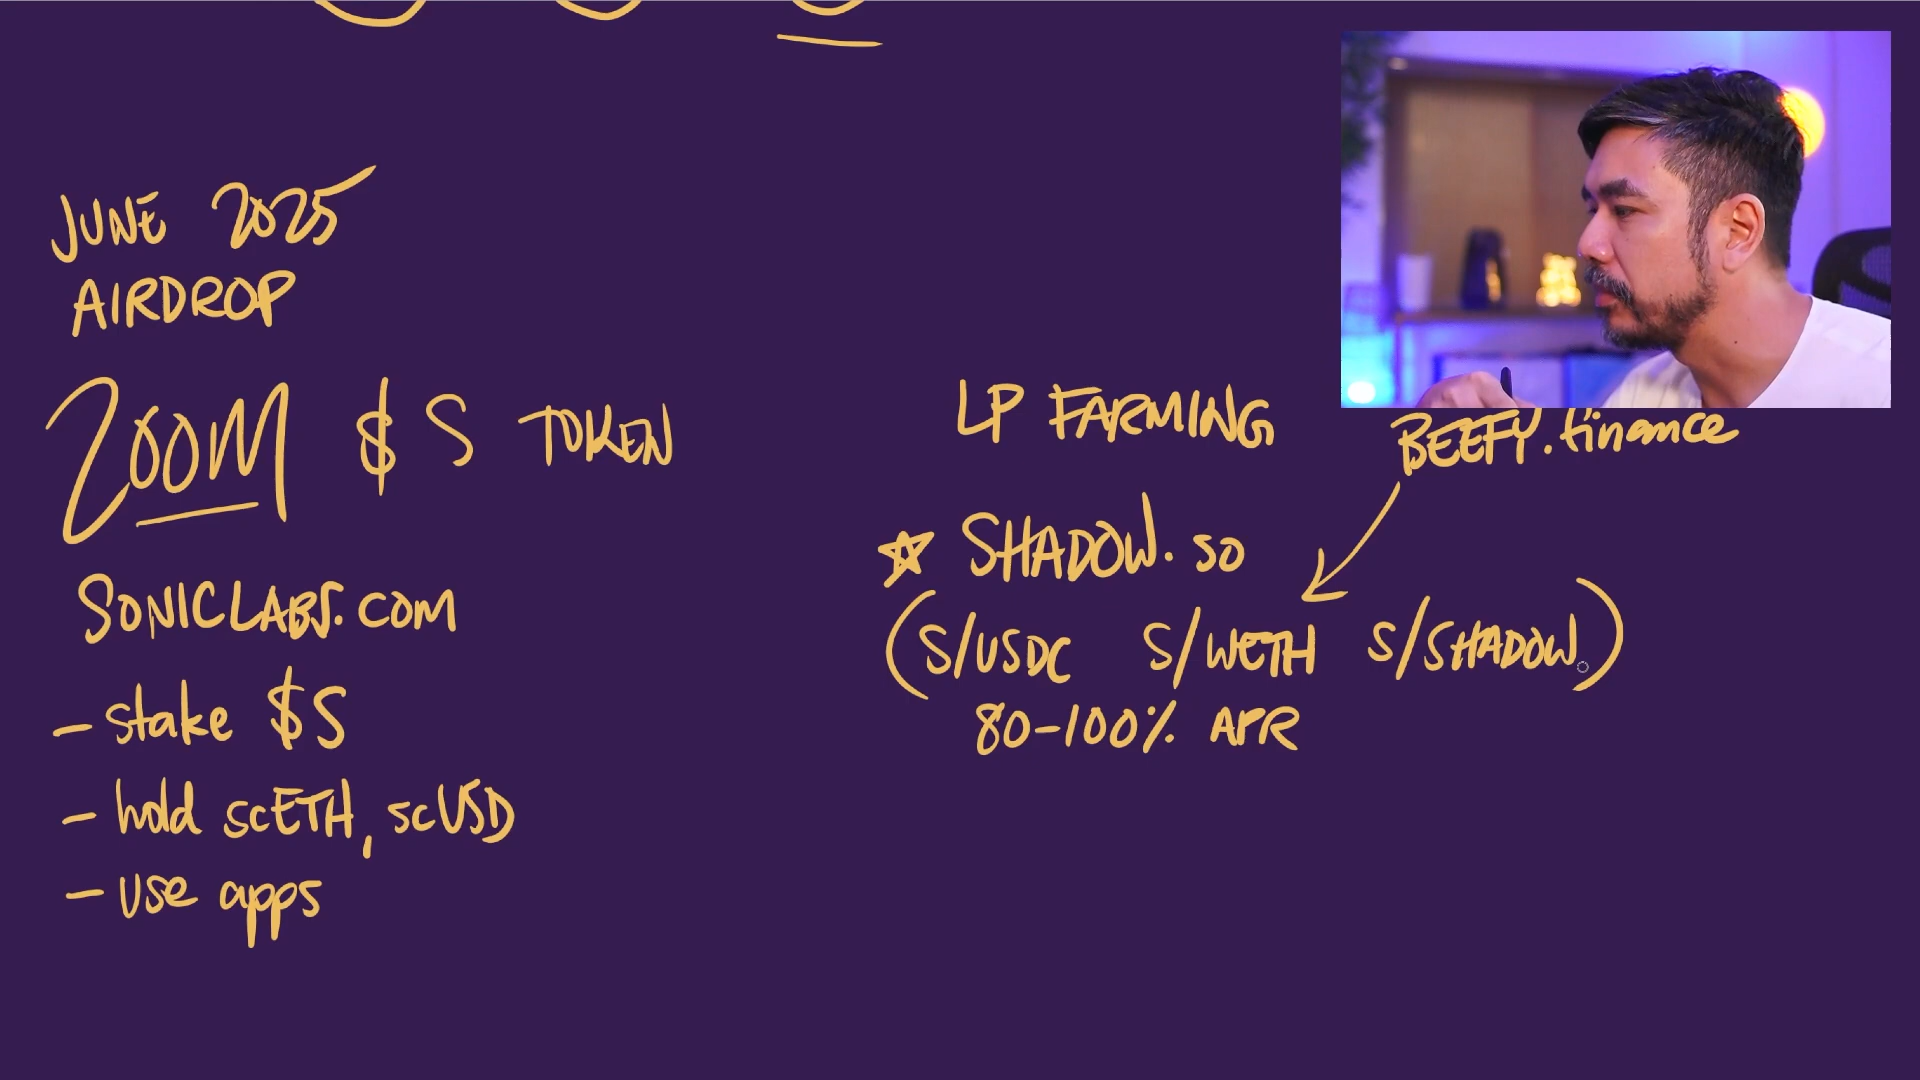 JUNE 2025
AIRDROP
200M $ S TOKEN
SONICLABS.COM
- stake $S
- hold scETH, scUSD
- use apps
LP FARMING
BEEFY.finance
☆ SHADOW.so
(S/USDC S/WETH S/SHADOW.)
80-100% APR